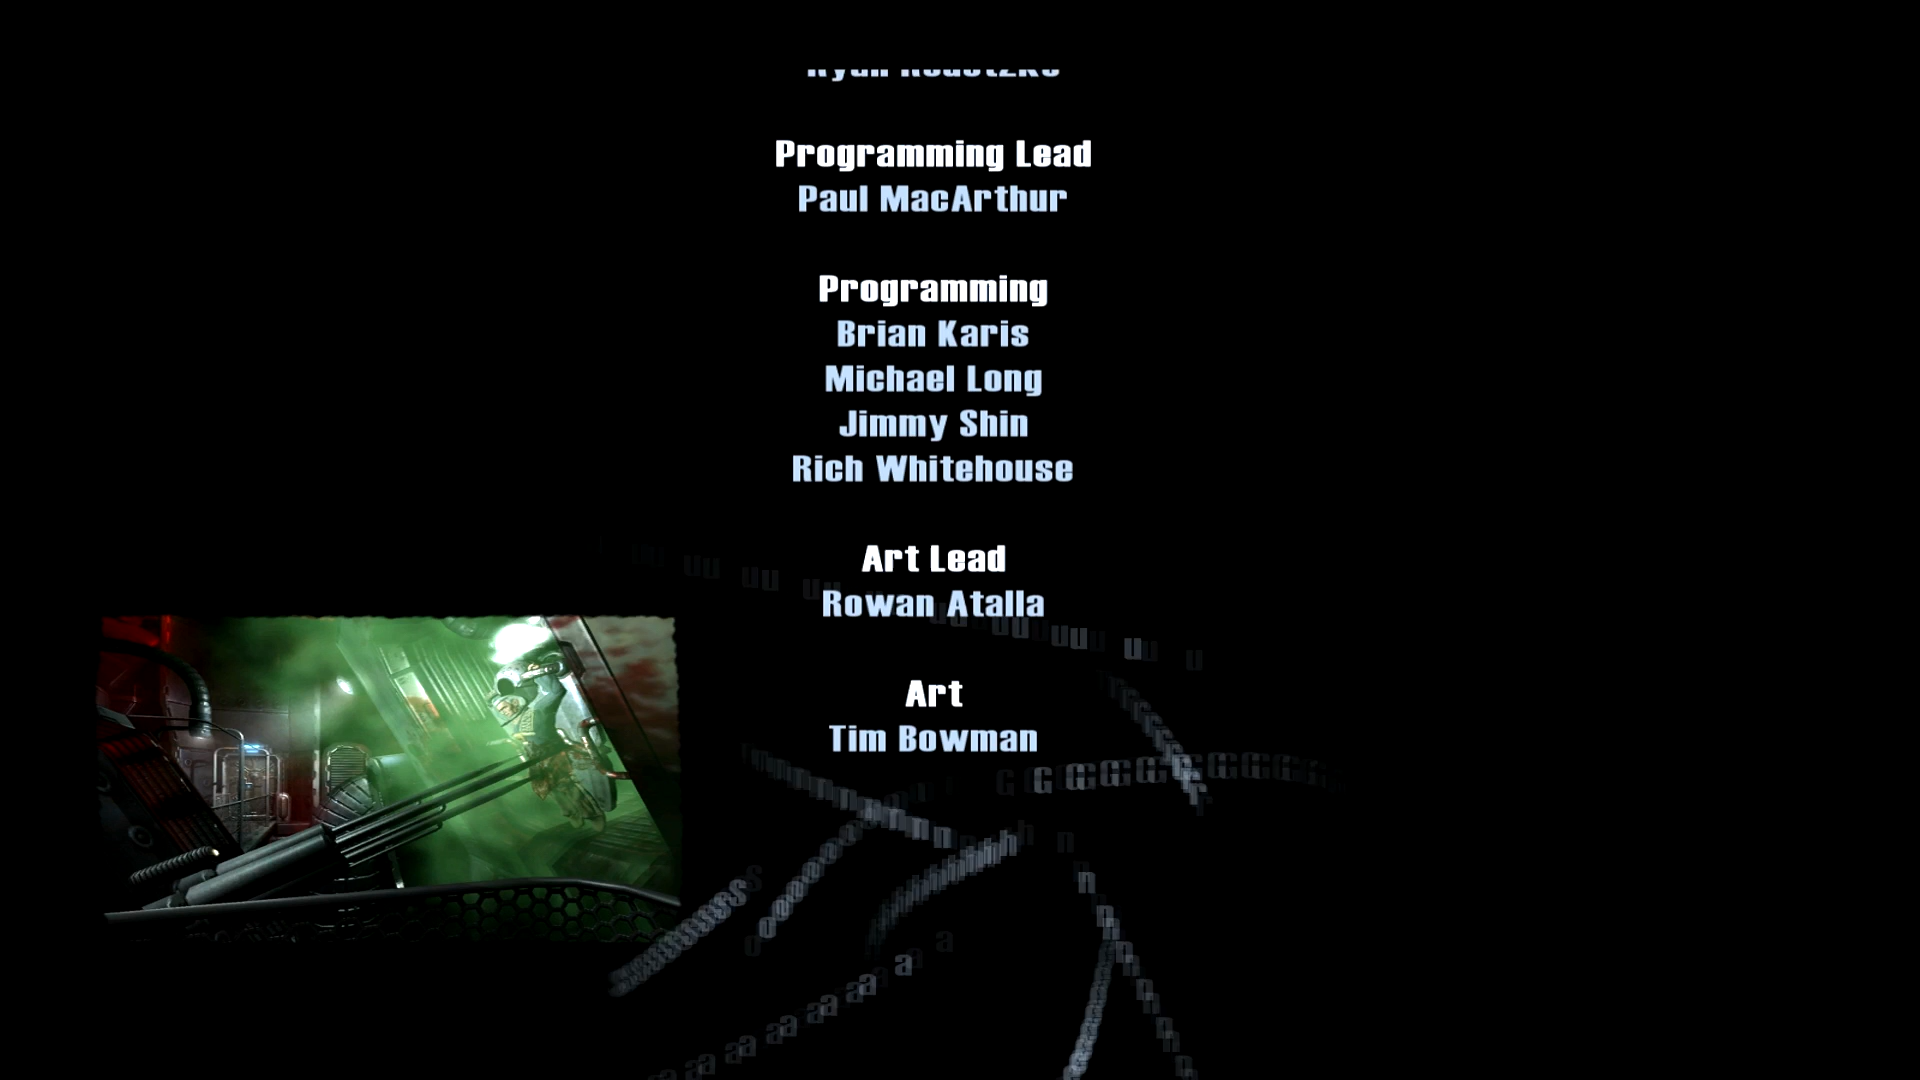 Programming Lead
Paul MacArthur
Programming
Brian Karis
Michael Long
Jimmy Shin
Rich Whitehouse
Art Lead
Rowan Atalla
Art
Tim Bowman